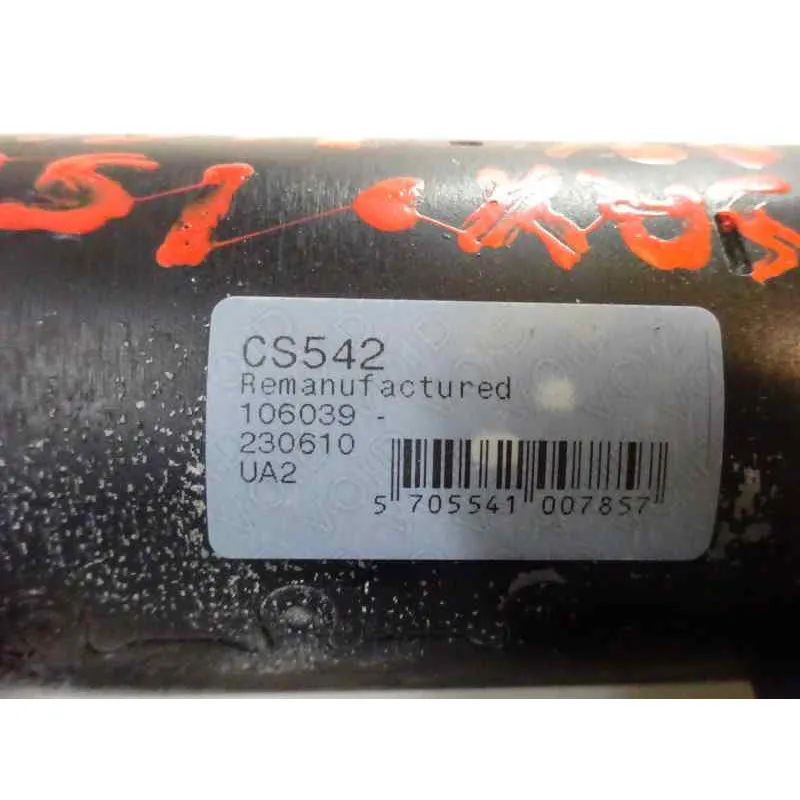 CS542
Remanufactured
106039 -
230610
UA2
5 705541 007857